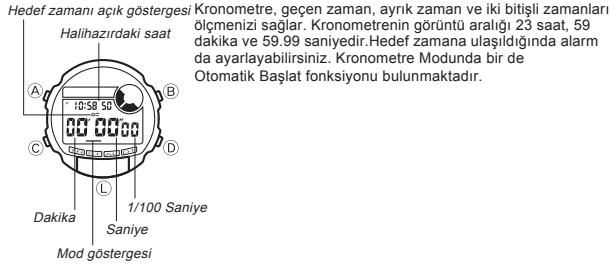 Hedef zamanı açık göstergesi
Halihazırdaki saat
A
B
P 10:58 50
00' 00" 00
C
D
L
Dakika
1/100 Saniye
Saniye
Mod göstergesi
Kronometre, geçen zaman, ayrık zaman ve iki bitişli zamanları
ölçmenizi sağlar. Kronometrenin görüntü aralığı 23 saat, 59
dakika ve 59.99 saniyedir.Hedef zamana ulaşıldığında alarm
da ayarlayabilirsiniz. Kronometre Modunda bir de
Otomatik Başlat fonksiyonu bulunmaktadır.